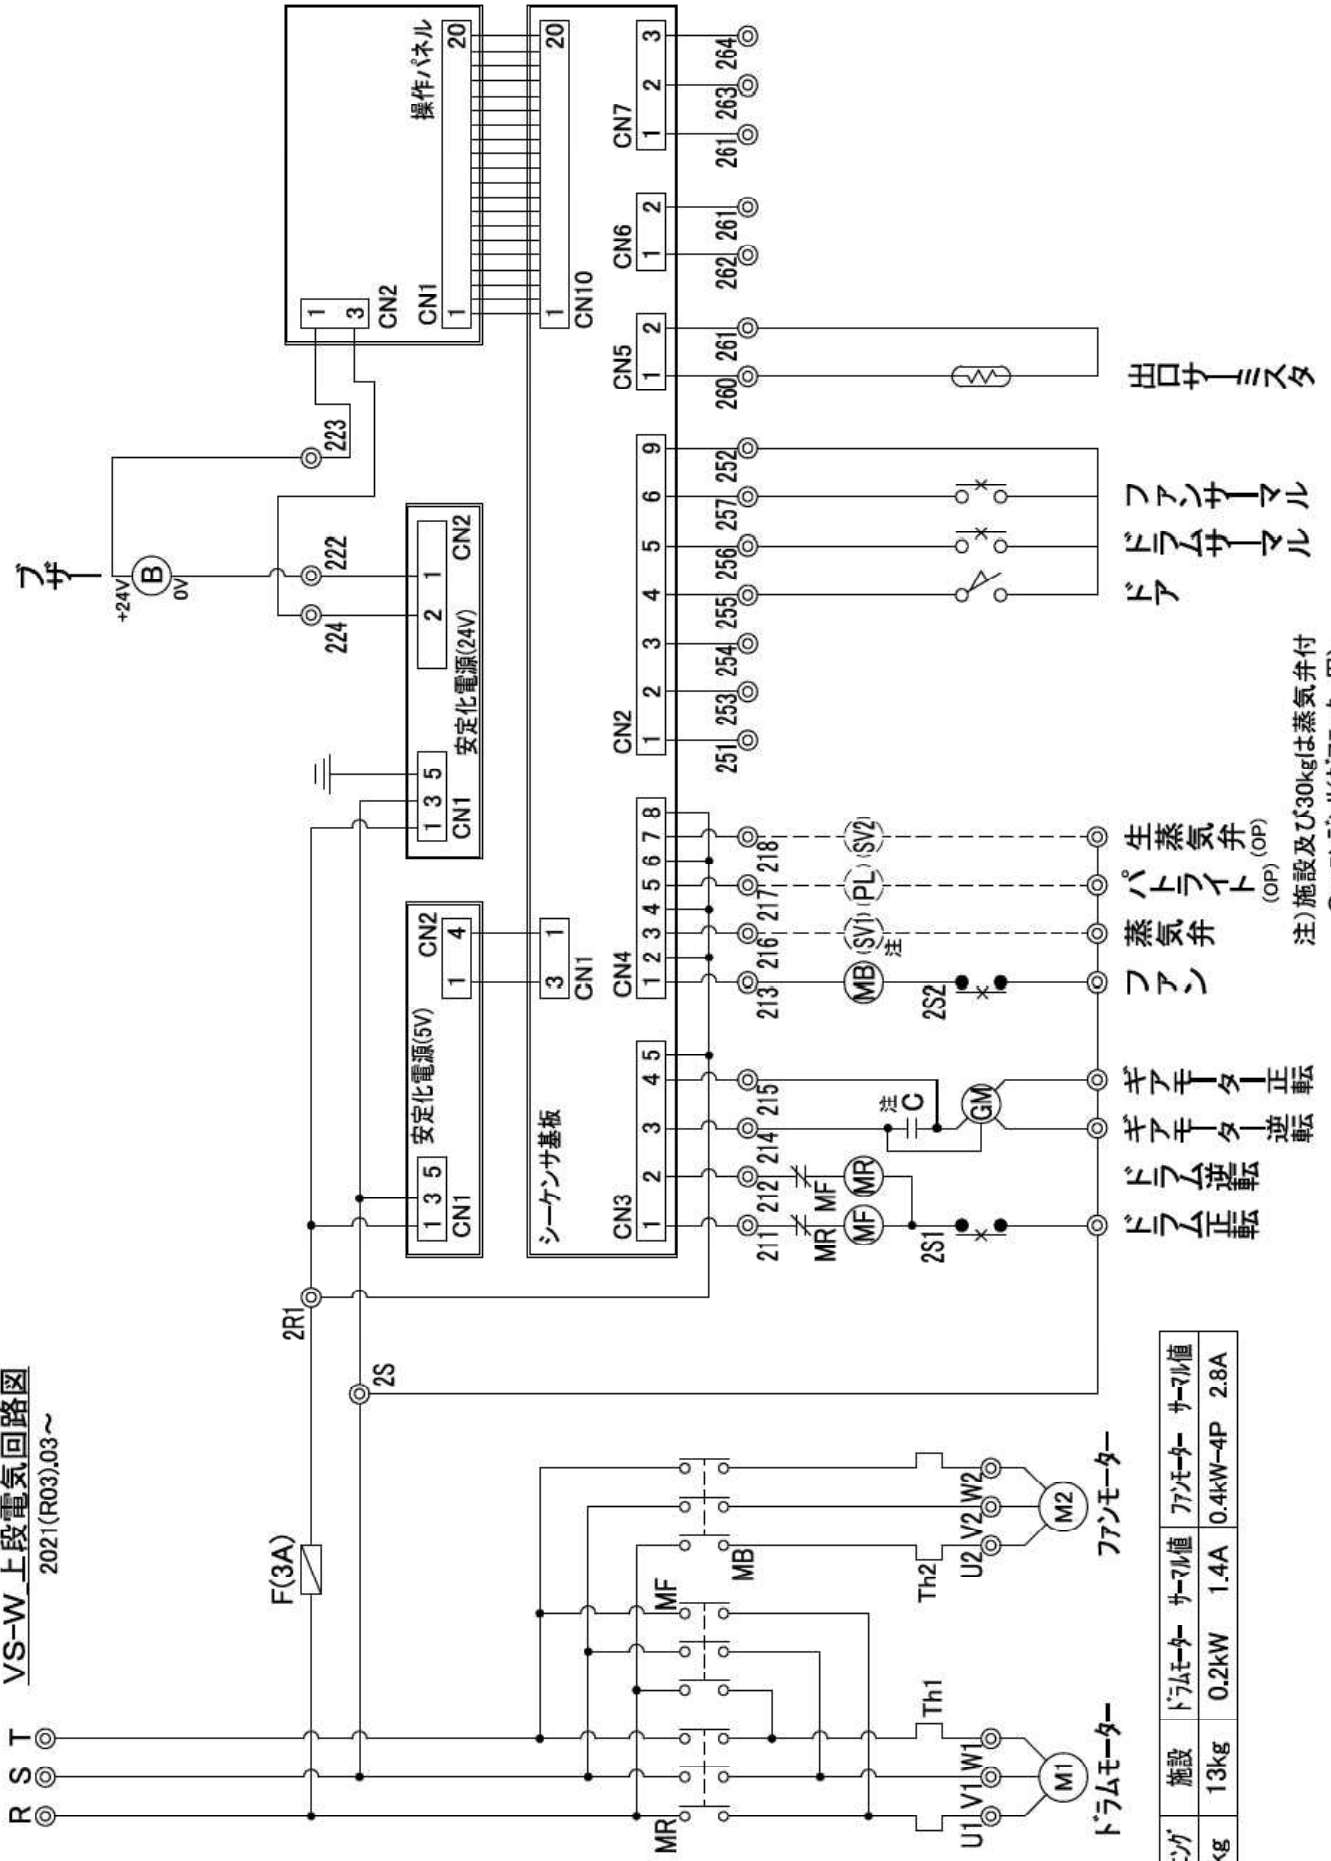 VS-W 上段電気回路図
2021(R03).03～
R S T
F(3A)
2R1
2S
ブザー
+24V
B
0V
223
222
224
操作パネル
CN2
1 3
CN1
1 20
安定化電源(24V)
CN1
1 3 5
CN2
2 1
安定化電源(5V)
CN1
1 3 5
CN2
1 4
シーケンサ基板
CN1
3 1
CN10
1 20
CN3
1 2 3 4 5
CN4
1 2 3 4 5 6 7 8
CN2
1 2 3 4 5 6 9
CN5
1 2
CN6
1 2
CN7
1 2 3
211 212 214 215 213 216 217 218
251 253 254 255 256 257 252
260 261
262 261
261 263 264
MR MF
MF MR
2S1
注
C
GM
MB
2S2
(SV1)
注
(PL)
(SV2)
ドラム正転
ドラム逆転
ギアモーター逆転
ギアモーター正転
ファン
蒸気弁
パトライト
(OP)
生蒸気弁
(OP)
ドア
ドラムサーマル
ファンサーマル
出口サーミスタ
MR
MF
MB
Th1
Th2
U1 V1 W1
U2 V2 W2
M1
M2
ドラムモーター
ファンモーター
注)施設及び30kgは蒸気弁付
施設 ドラムモーター サーマル値 ファンモーター サーマル値
kg 13kg 0.2kW 1.4A 0.4kW-4P 2.8A